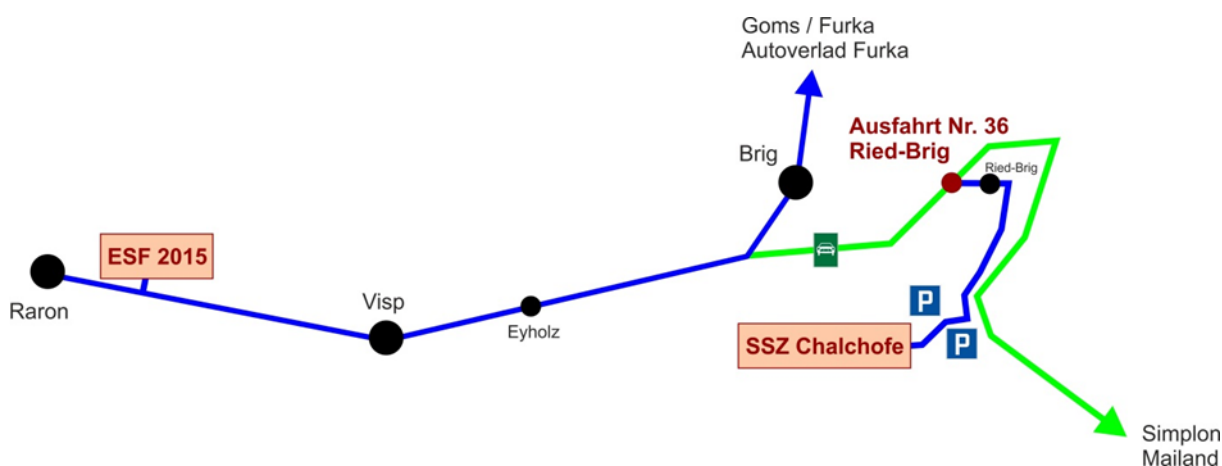 Goms / Furka
Autoverlad Furka
Ausfahrt Nr. 36
Ried-Brig
Brig
Ried-Brig
ESF 2015
Raron
Visp
Eyholz
P
SSZ Chalchofe
P
Simplon
Mailand